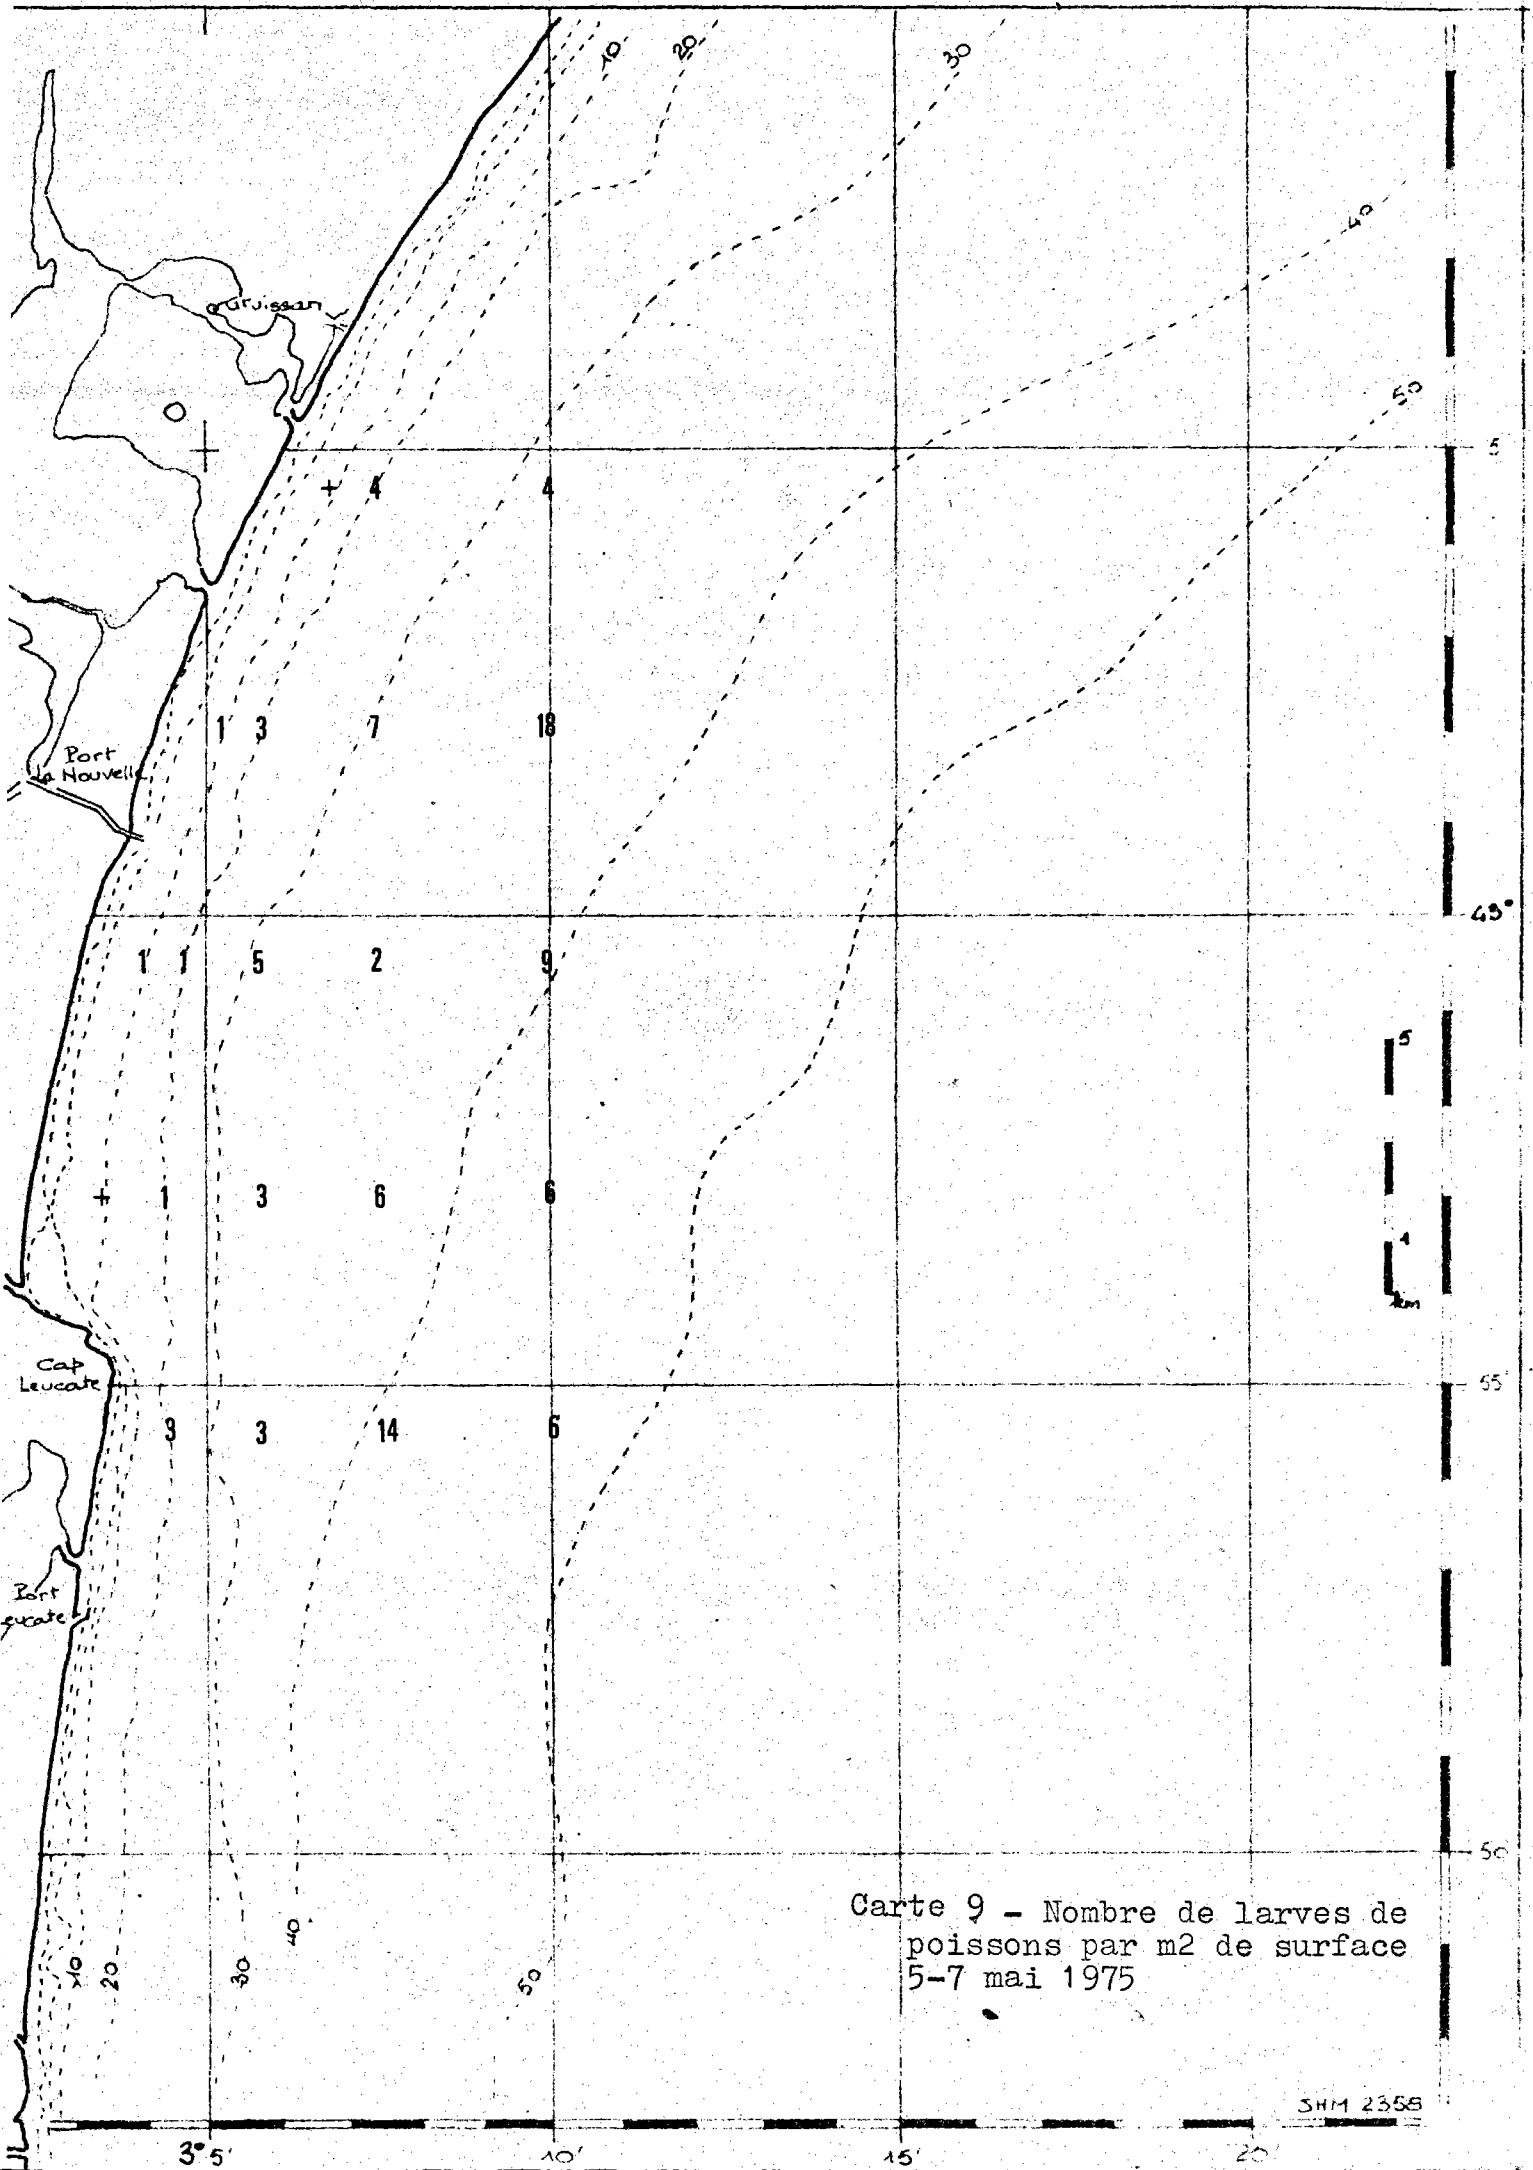 10 20 30
40
Gruissan
50
5
+ 4 4
1 3 7 18
Port
la Nouvelle
43°
1 1 5 2 9
5
+ 1 3 6 6
1
km
Cap
Leucate
55
3 3 14 6
Port
eucate
50
Carte 9 - Nombre de larves de
poissons par m2 de surface
5-7 mai 1975
10 20 30 40 50
SHM 2358
3°5' 10' 15' 20'